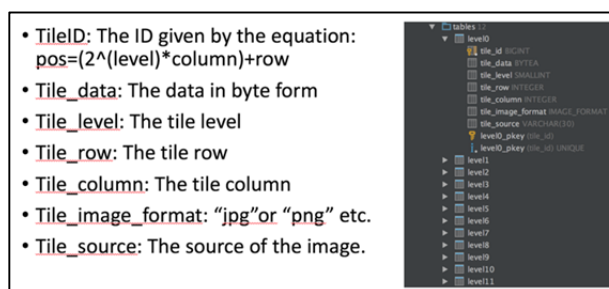 • TileID: The ID given by the equation:
pos=(2^(level)*column)+row
• Tile_data: The data in byte form
• Tile_level: The tile level
• Tile_row: The tile row
• Tile_column: The tile column
• Tile_image_format: “jpg”or “png” etc.
• Tile_source: The source of the image.
tables 12
level0
tile_id BIGINT
tile_data BYTEA
tile_level SMALLINT
tile_row INTEGER
tile_column INTEGER
tile_image_format IMAGE_FORMAT
tile_source VARCHAR(30)
level0_pkey (tile_id)
level0_pkey (tile_id) UNIQUE
level1
level2
level3
level4
level5
level6
level7
level8
level9
level10
level11